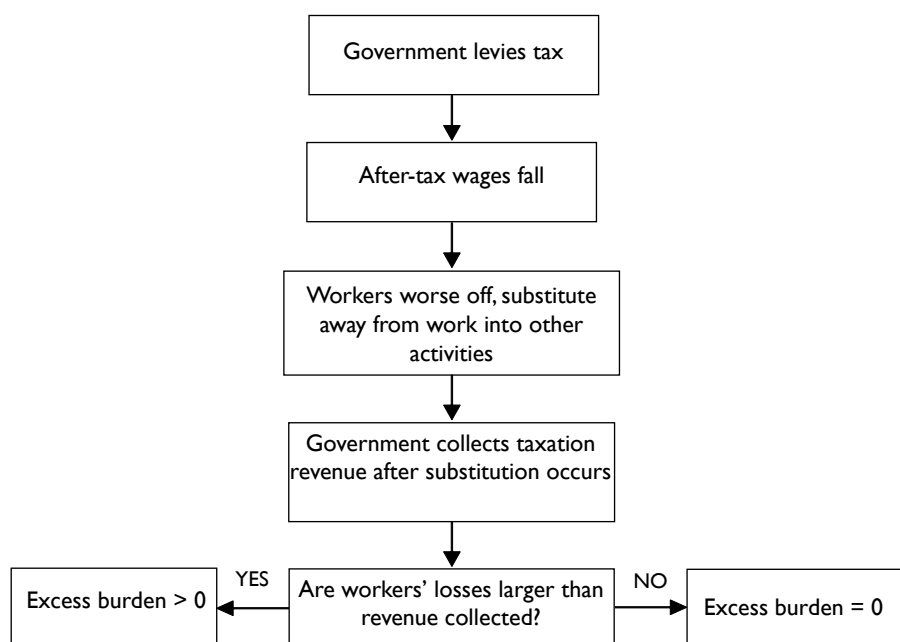 Government levies tax
After-tax wages fall
Workers worse off, substitute
away from work into other
activities
Government collects taxation
revenue after substitution occurs
Are workers' losses larger than
revenue collected?
YES
Excess burden > 0
NO
Excess burden = 0